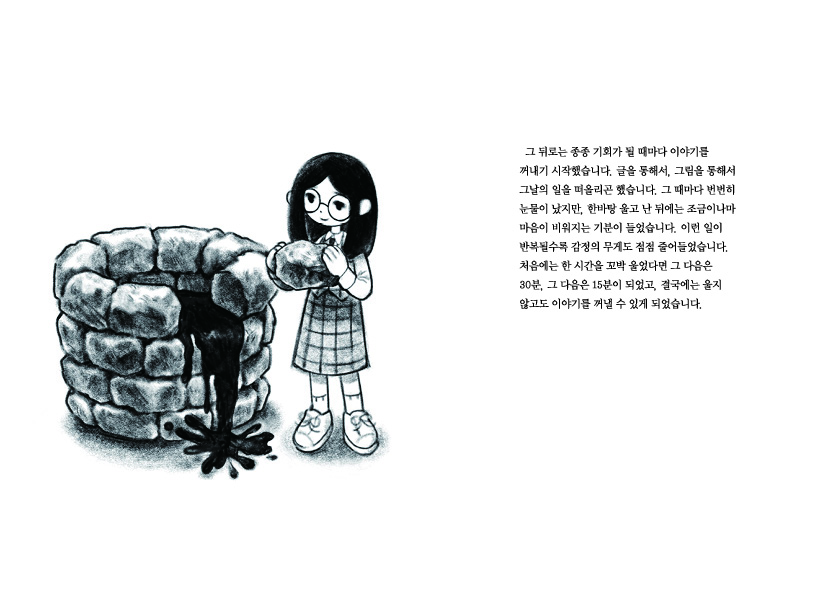 그 뒤로는 종종 기회가 될 때마다 이야기를
꺼내기 시작했습니다. 글을 통해서, 그림을 통해서
그날의 일을 떠올리곤 했습니다. 그 때마다 번번히
눈물이 났지만, 한바탕 울고 난 뒤에는 조금이나마
마음이 비워지는 기분이 들었습니다. 이런 일이
반복될수록 감정의 무게도 점점 줄어들었습니다.
처음에는 한 시간을 꼬박 울었다면 그 다음은
30분, 그 다음은 15분이 되었고, 결국에는 울지
않고도 이야기를 꺼낼 수 있게 되었습니다.